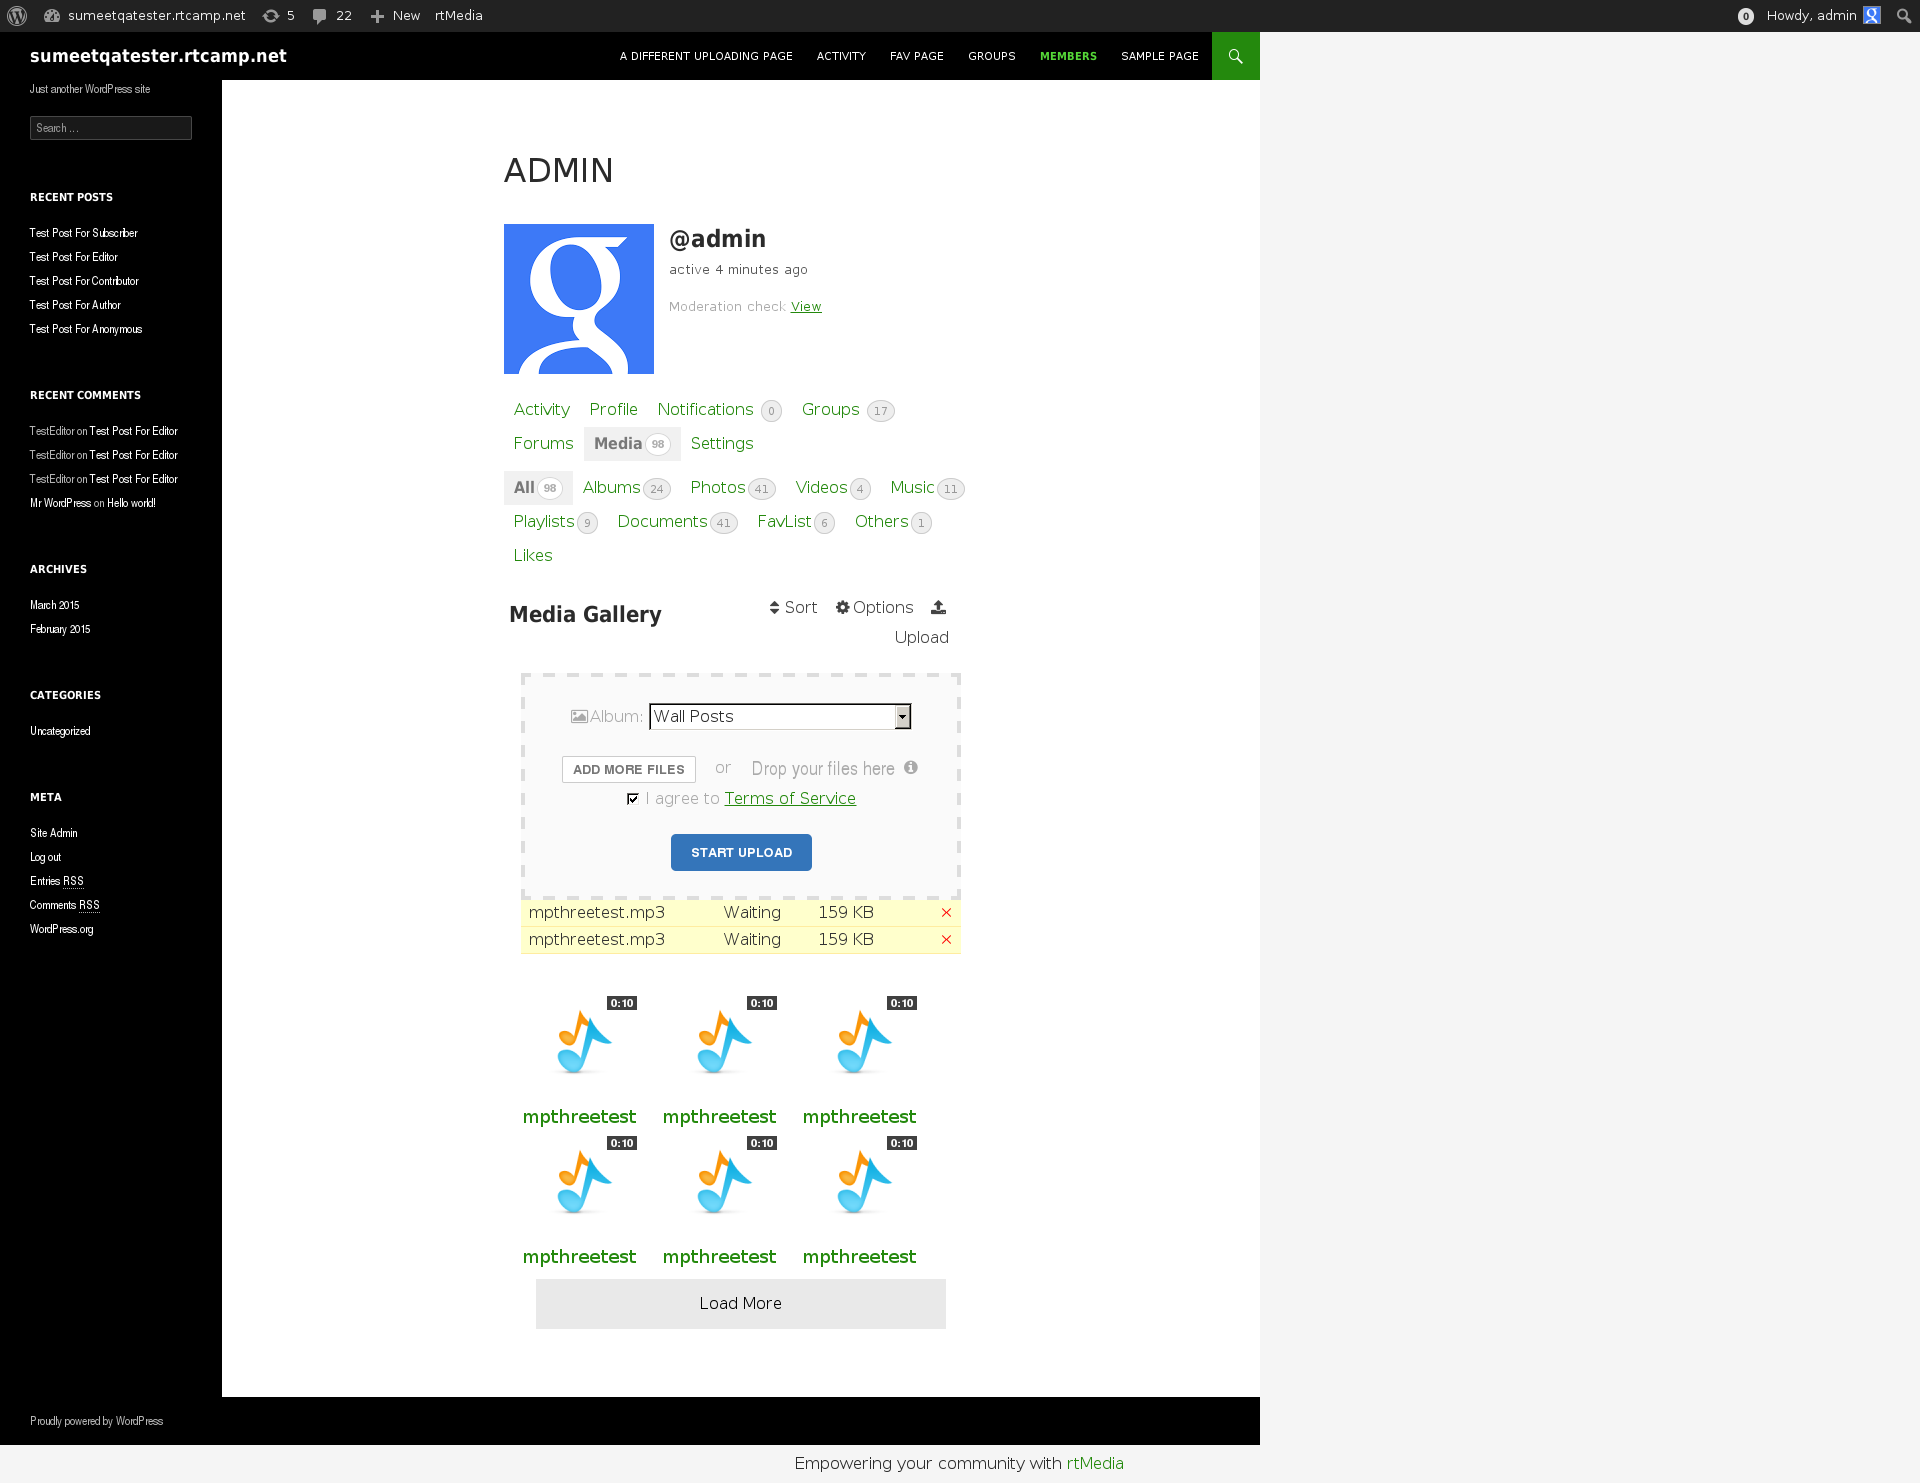 sumeetqatester.rtcamp.net 5 22 New rtMedia 0 Howdy, admin
sumeetqatester.rtcamp.net A DIFFERENT UPLOADING PAGE ACTIVITY FAV PAGE GROUPS MEMBERS SAMPLE PAGE
Just another WordPress site
Search ...
RECENT POSTS
Test Post For Subscriber
Test Post For Editor
Test Post For Contributor
Test Post For Author
Test Post For Anonymous
RECENT COMMENTS
TestEditor on Test Post For Editor
TestEditor on Test Post For Editor
TestEditor on Test Post For Editor
Mr WordPress on Hello world!
ARCHIVES
March 2015
February 2015
CATEGORIES
Uncategorized
META
Site Admin
Log out
Entries RSS
Comments RSS
WordPress.org
ADMIN
@admin
active 4 minutes ago
Moderation check View
Activity Profile Notifications 0 Groups 17
Forums Media 98 Settings
All 98 Albums 24 Photos 41 Videos 4 Music 11
Playlists 9 Documents 41 FavList 6 Others 1
Likes
Media Gallery Sort Options
Upload
Album: Wall Posts
ADD MORE FILES or Drop your files here
I agree to Terms of Service
START UPLOAD
mpthreetest.mp3 Waiting 159 KB
mpthreetest.mp3 Waiting 159 KB
0:10 0:10 0:10
mpthreetest mpthreetest mpthreetest
0:10 0:10 0:10
mpthreetest mpthreetest mpthreetest
Load More
Proudly powered by WordPress
Empowering your community with rtMedia